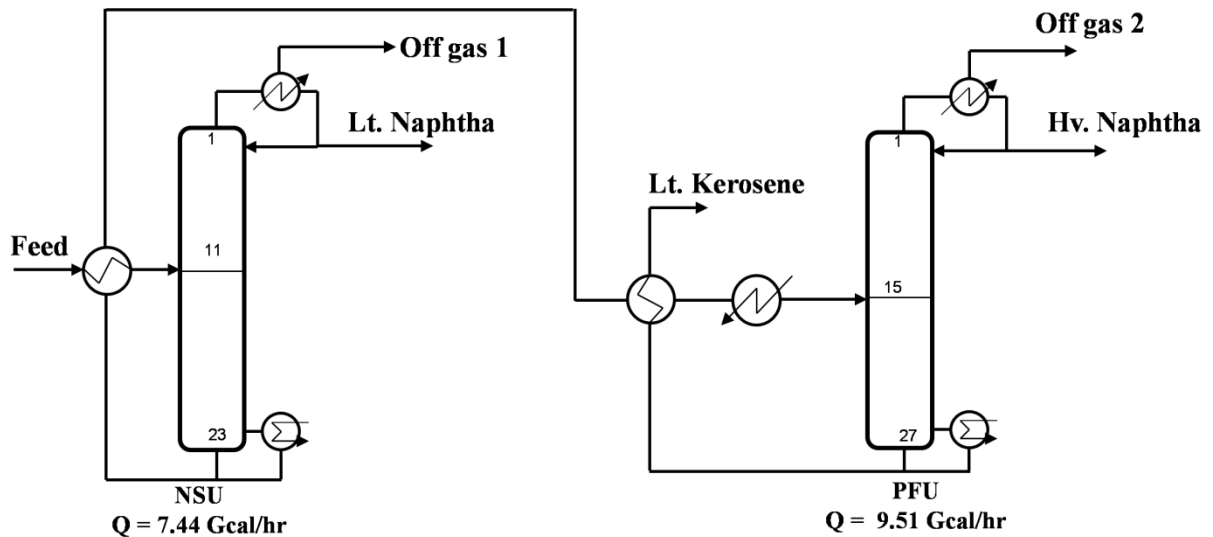 Off gas 1
Off gas 2
1
Lt. Naphtha
1
Hv. Naphtha
Lt. Kerosene
Feed
11
15
23
27
NSU
Q = 7.44 Gcal/hr
PFU
Q = 9.51 Gcal/hr